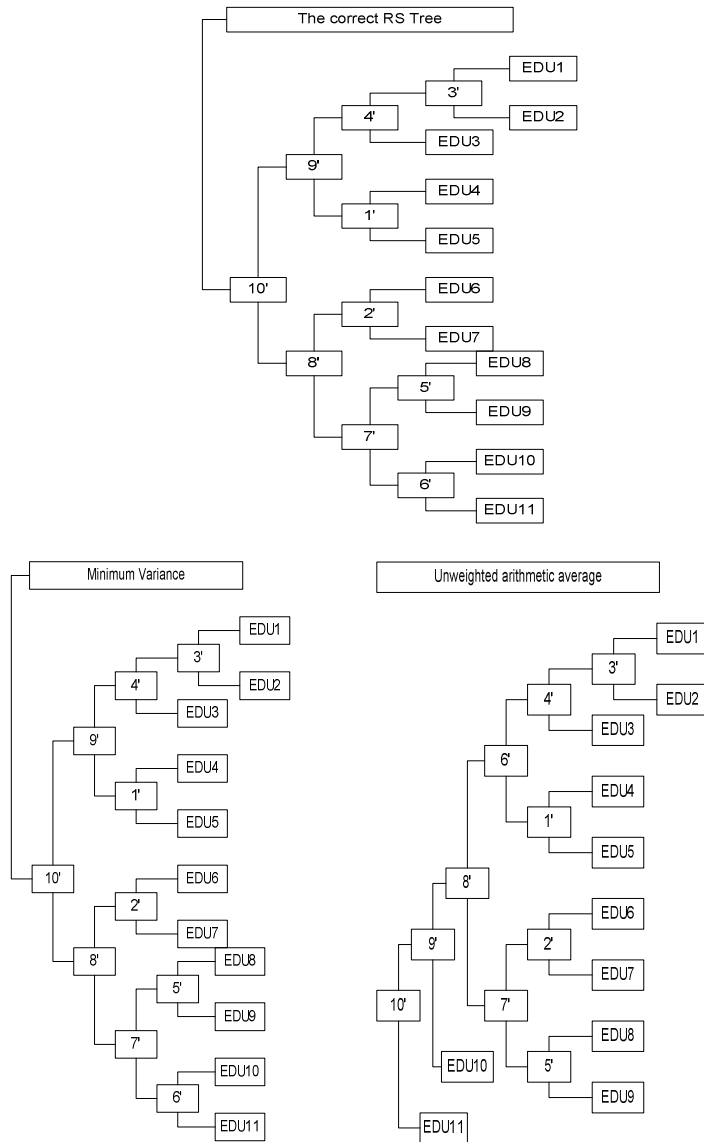 The correct RS Tree
EDU1
3'
EDU2
4'
EDU3
9'
EDU4
1'
EDU5
10'
EDU6
2'
EDU7
8'
EDU8
5'
EDU9
7'
EDU10
6'
EDU11
Minimum Variance
EDU1
3'
EDU2
4'
EDU3
9'
EDU4
1'
EDU5
10'
EDU6
2'
EDU7
8'
EDU8
5'
EDU9
7'
EDU10
6'
EDU11
Unweighted arithmetic average
EDU1
3'
EDU2
4'
EDU3
6'
EDU4
1'
EDU5
8'
EDU6
9'
2'
EDU7
10'
7'
EDU8
5'
EDU10
EDU9
EDU11